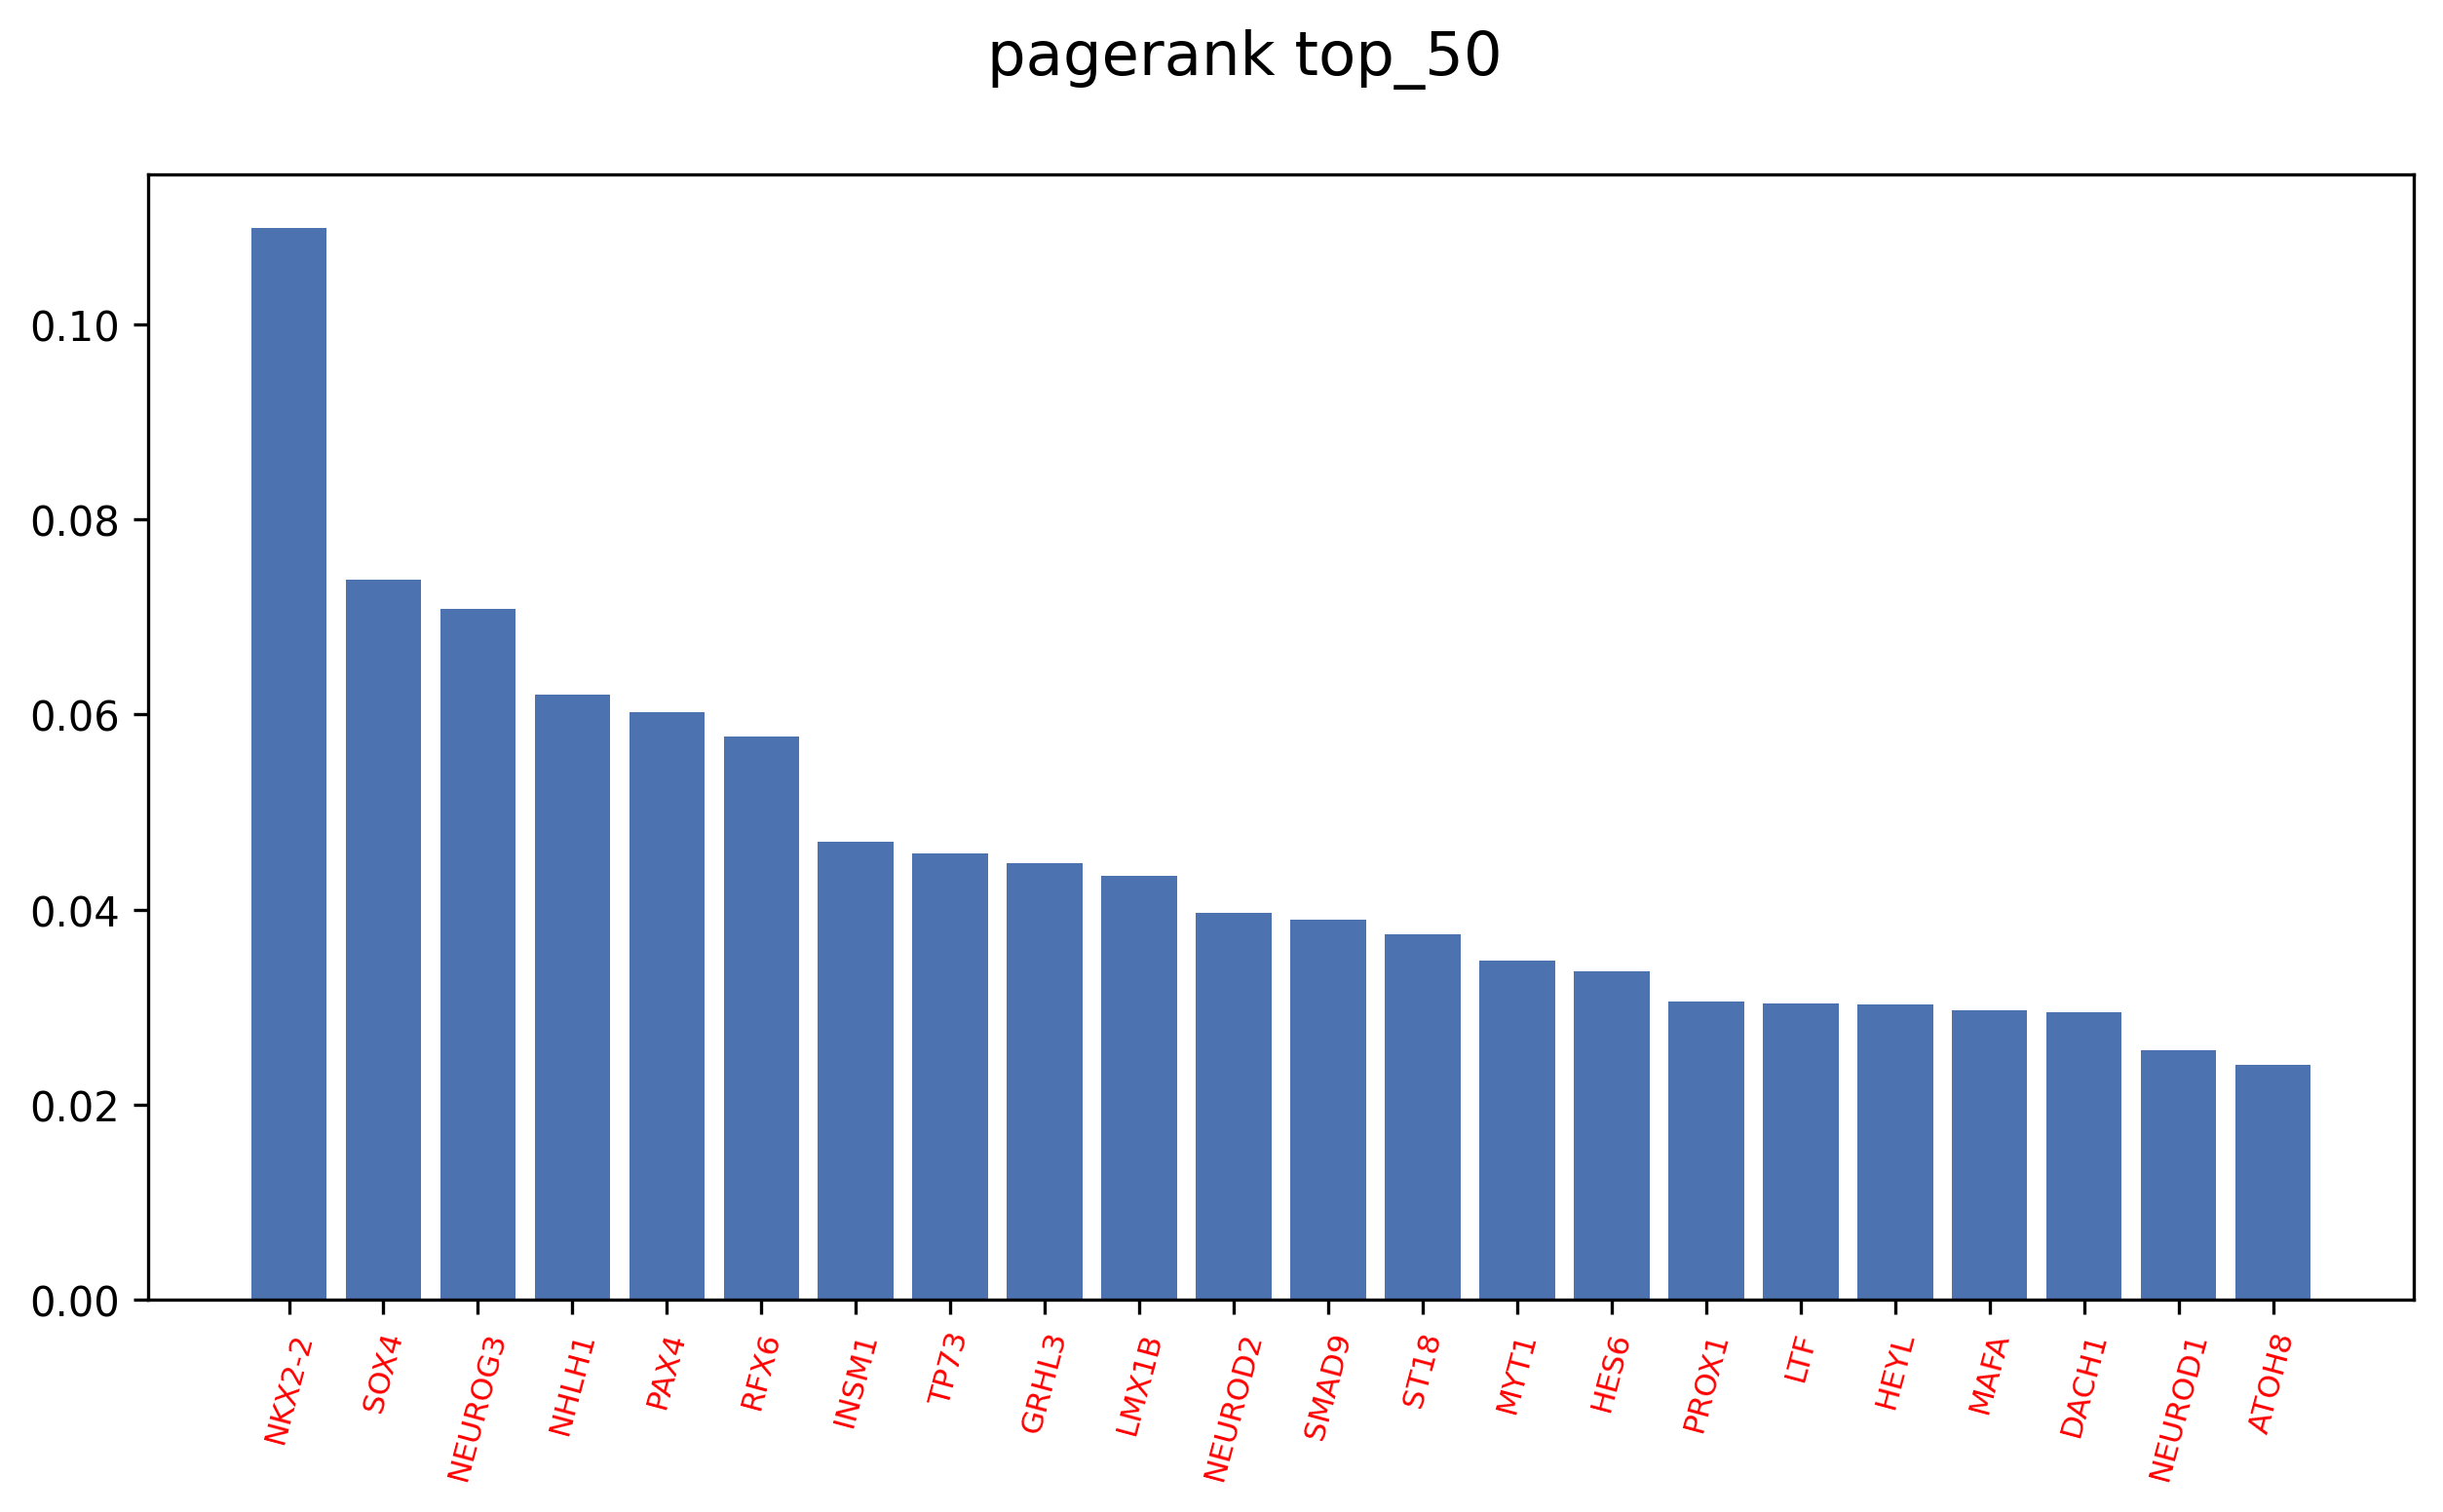 pagerank top_50
0.10
0.08
0.06
0.04
0.02
0.00
NKX2-2
SOX4
NEUROG3
NHLH1
PAX4
RFX6
INSM1
TP73
GRHL3
LMX1B
NEUROD2
SMAD9
ST18
MYT1
HES6
PROX1
LTF
HEYL
MAFA
DACH1
NEUROD1
ATOH8